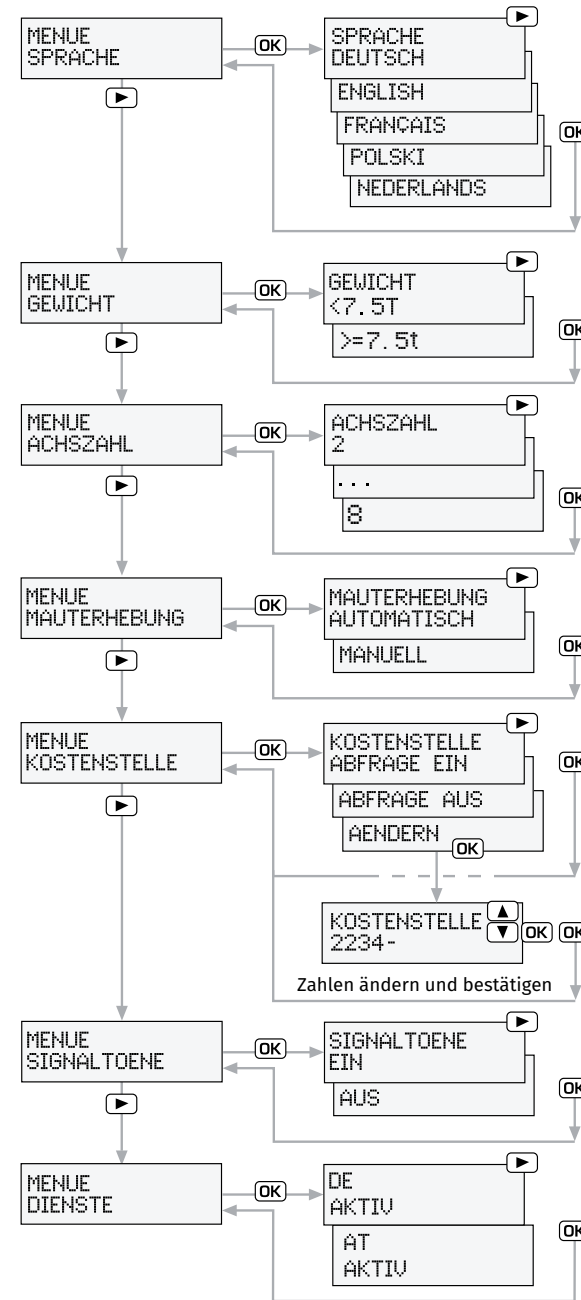 MENUE
SPRACHE
OK
SPRACHE
DEUTSCH
ENGLISH
FRANÇAIS
POLSKI
NEDERLANDS
OK
MENUE
GEWICHT
OK
GEWICHT
<7.5T
>=7.5t
OK
MENUE
ACHSZAHL
OK
ACHSZAHL
2
...
8
OK
MENUE
MAUTERHEBUNG
OK
MAUTERHEBUNG
AUTOMATISCH
MANUELL
OK
MENUE
KOSTENSTELLE
OK
KOSTENSTELLE
ABFRAGE EIN
ABFRAGE AUS
AENDERN
OK
OK
KOSTENSTELLE
2234-
OK
OK
Zahlen ändern und bestätigen
MENUE
SIGNALTOENE
OK
SIGNALTOENE
EIN
AUS
OK
MENUE
DIENSTE
OK
DE
AKTIV
AT
AKTIV
OK